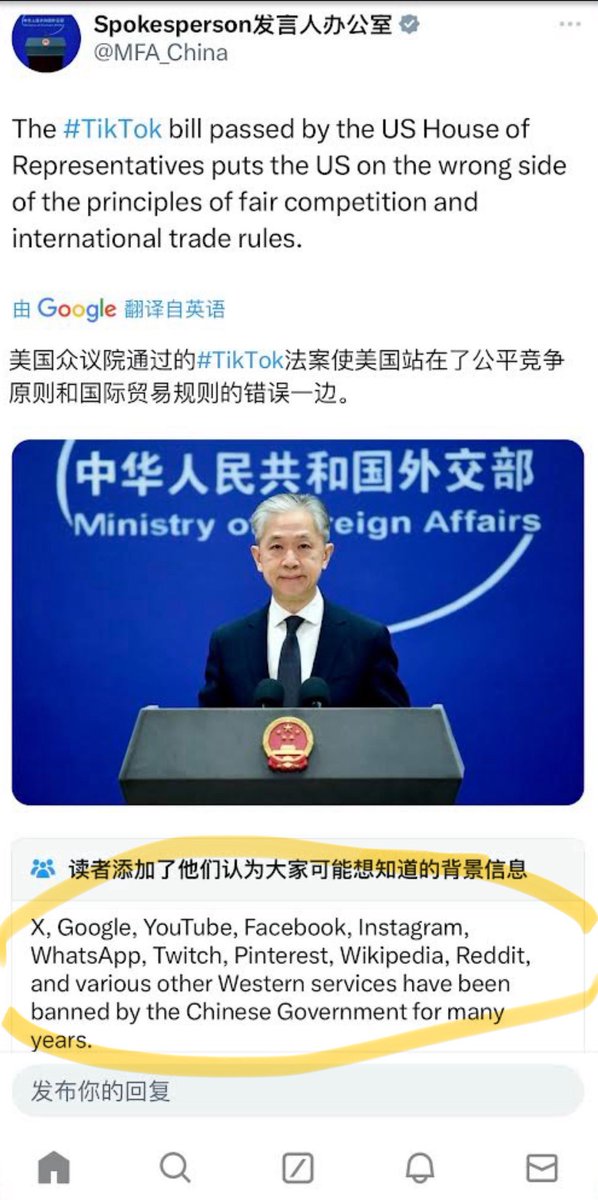 Spokesperson发言人办公室
@MFA_China
The #TikTok bill passed by the US House of
Representatives puts the US on the wrong side
of the principles of fair competition and
international trade rules.
由 Google 翻译自英语
美国众议院通过的#TikTok法案使美国站在了公平竞争
原则和国际贸易规则的错误一边。
中华人民共和国外交部
Ministry o eign Affairs
读者添加了他们认为大家可能想知道的背景信息
X, Google, YouTube, Facebook, Instagram,
WhatsApp, Twitch, Pinterest, Wikipedia, Reddit,
and various other Western services have been
banned by the Chinese Government for many
years.
发布你的回复